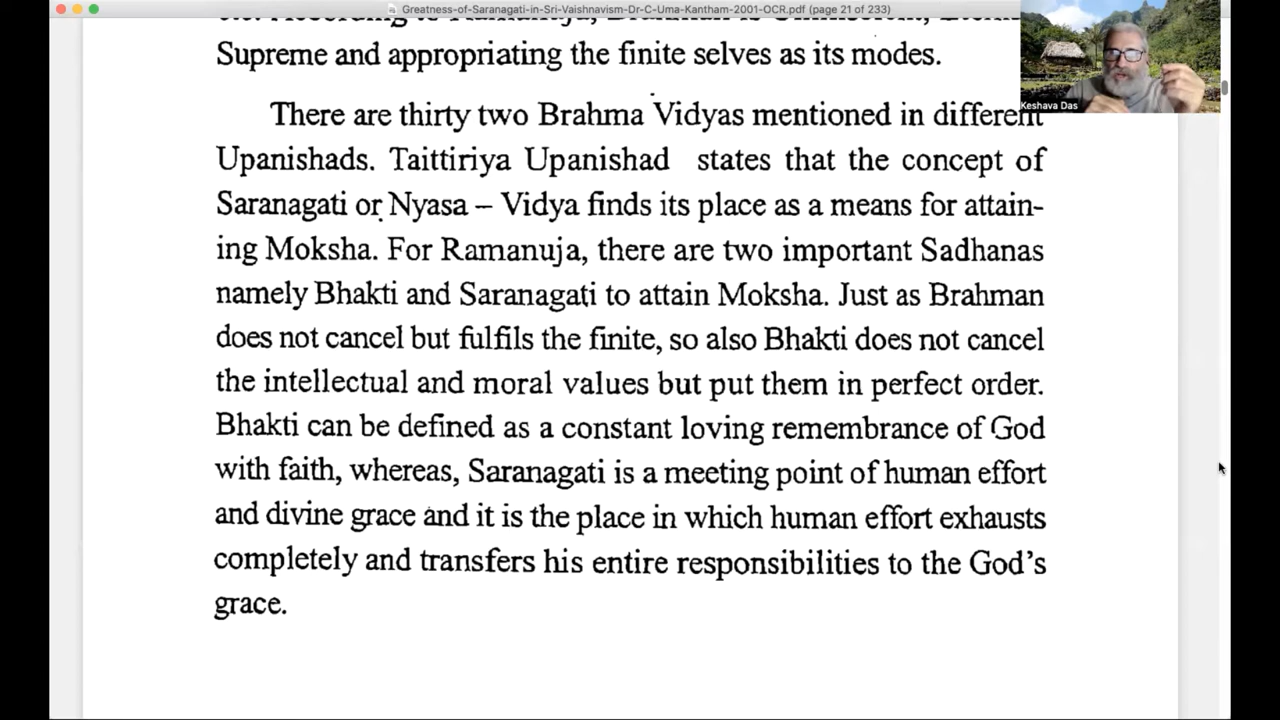 Greatness-of-Saranagati-in-Sri-Vaishnavism-Dr-C-Uma-Kantham-2001-OCR.pdf (page 21 of 233)
Supreme and appropriating the finite selves as its modes.
Keshava Das
There are thirty two Brahma Vidyas mentioned in different
Upanishads. Taittiriya Upanishad states that the concept of
Saranagati or Nyasa – Vidya finds its place as a means for attain-
ing Moksha. For Ramanuja, there are two important Sadhanas
namely Bhakti and Saranagati to attain Moksha. Just as Brahman
does not cancel but fulfils the finite, so also Bhakti does not cancel
the intellectual and moral values but put them in perfect order.
Bhakti can be defined as a constant loving remembrance of God
with faith, whereas, Saranagati is a meeting point of human effort
and divine grace and it is the place in which human effort exhausts
completely and transfers his entire responsibilities to the God's
grace.